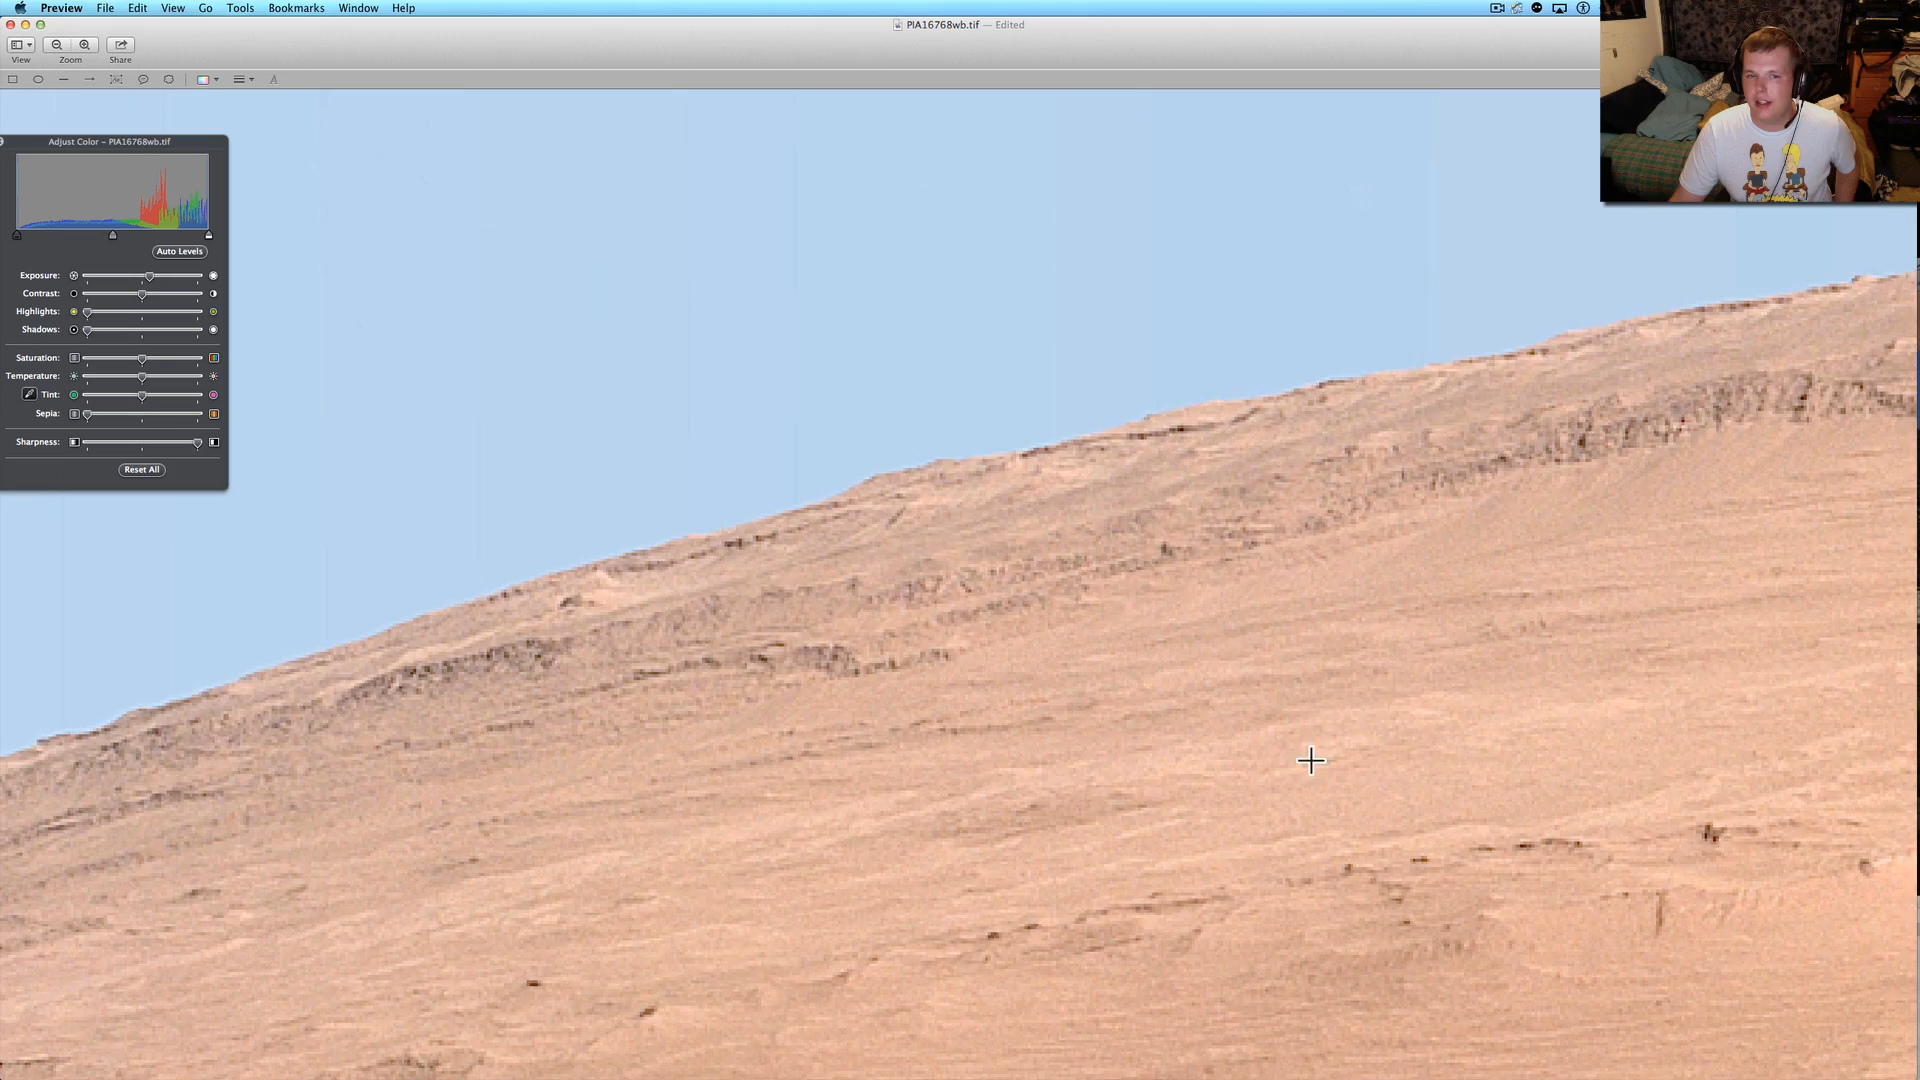 Preview File Edit View Go Tools Bookmarks Window Help
PIA16768wb.tif — Edited
View Zoom Share
Adjust Color - PIA16768wb.tif
Auto Levels
Exposure:
Contrast:
Highlights:
Shadows:
Saturation:
Temperature:
Tint:
Sepia:
Sharpness:
Reset All